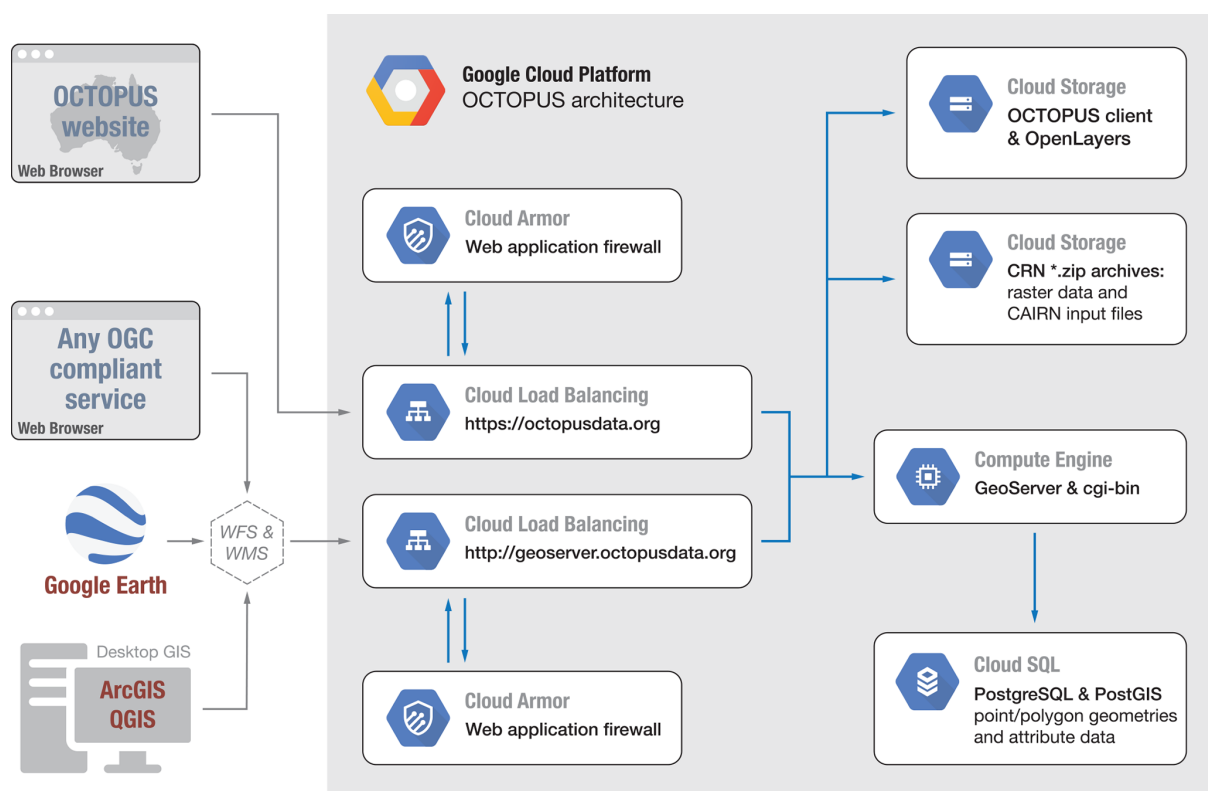 OCTOPUS
website
Web Browser
Any OGC
compliant
service
Web Browser
Google Earth
WFS &
WMS
Desktop GIS
ArcGIS
QGIS
Google Cloud Platform
OCTOPUS architecture
Cloud Armor
Web application firewall
Cloud Load Balancing
https://octopusdata.org
Cloud Load Balancing
http://geoserver.octopusdata.org
Cloud Armor
Web application firewall
Cloud Storage
OCTOPUS client
& OpenLayers
Cloud Storage
CRN *.zip archives:
raster data and
CAIRN input files
Compute Engine
GeoServer & cgi-bin
Cloud SQL
PostgreSQL & PostGIS
point/polygon geometries
and attribute data